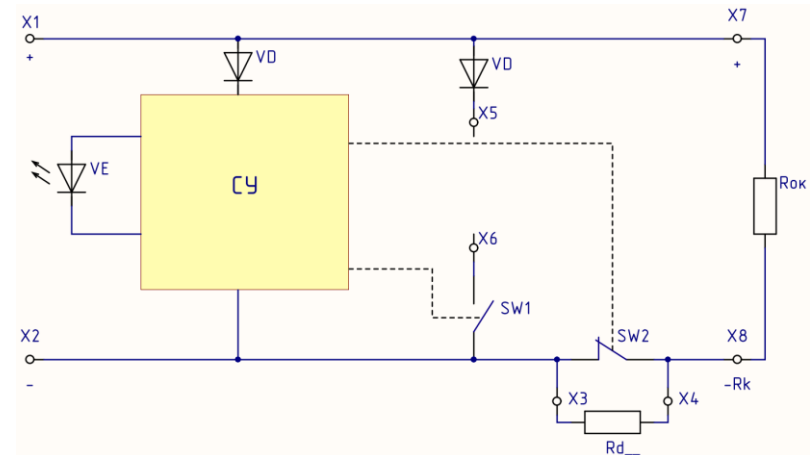 X1
X7
+
VD
VD
+
X5
VE
СУ
Rок
X6
SW1
X2
SW2
X8
-
-Rk
X3
X4
Rd__